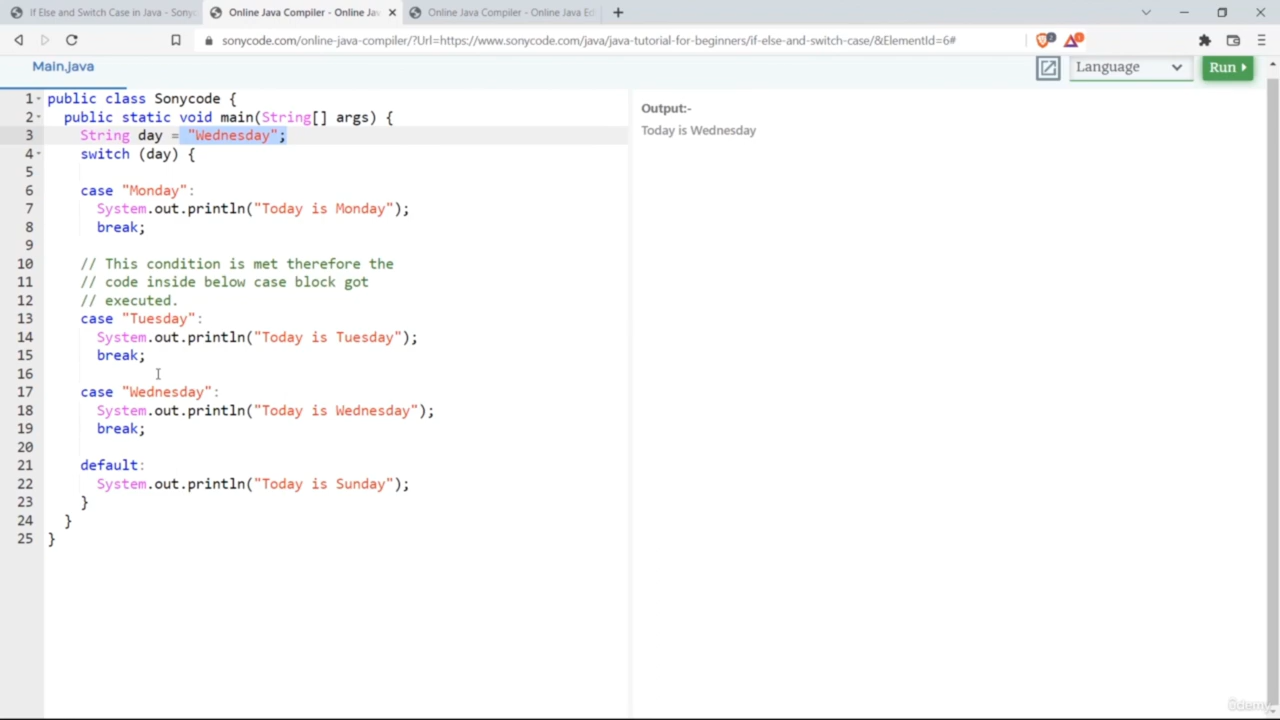 If Else and Switch Case in Java - Sonyc
Online Java Compiler - Online Ja
Online Java Compiler - Online Java Ed
sonycode.com/online-java-compiler/?Url=https://www.sonycode.com/java/java-tutorial-for-beginners/if-else-and-switch-case/&ElementId=6#
Main.java
Language
Run
1 public class Sonycode {
2 public static void main(String[] args) {
3 String day = "Wednesday";
4 switch (day) {
5
6 case "Monday":
7 System.out.println("Today is Monday");
8 break;
9
10 // This condition is met therefore the
11 // code inside below case block got
12 // executed.
13 case "Tuesday":
14 System.out.println("Today is Tuesday");
15 break;
16
17 case "Wednesday":
18 System.out.println("Today is Wednesday");
19 break;
20
21 default:
22 System.out.println("Today is Sunday");
23 }
24 }
25 }
Output:-
Today is Wednesday
ûdemy